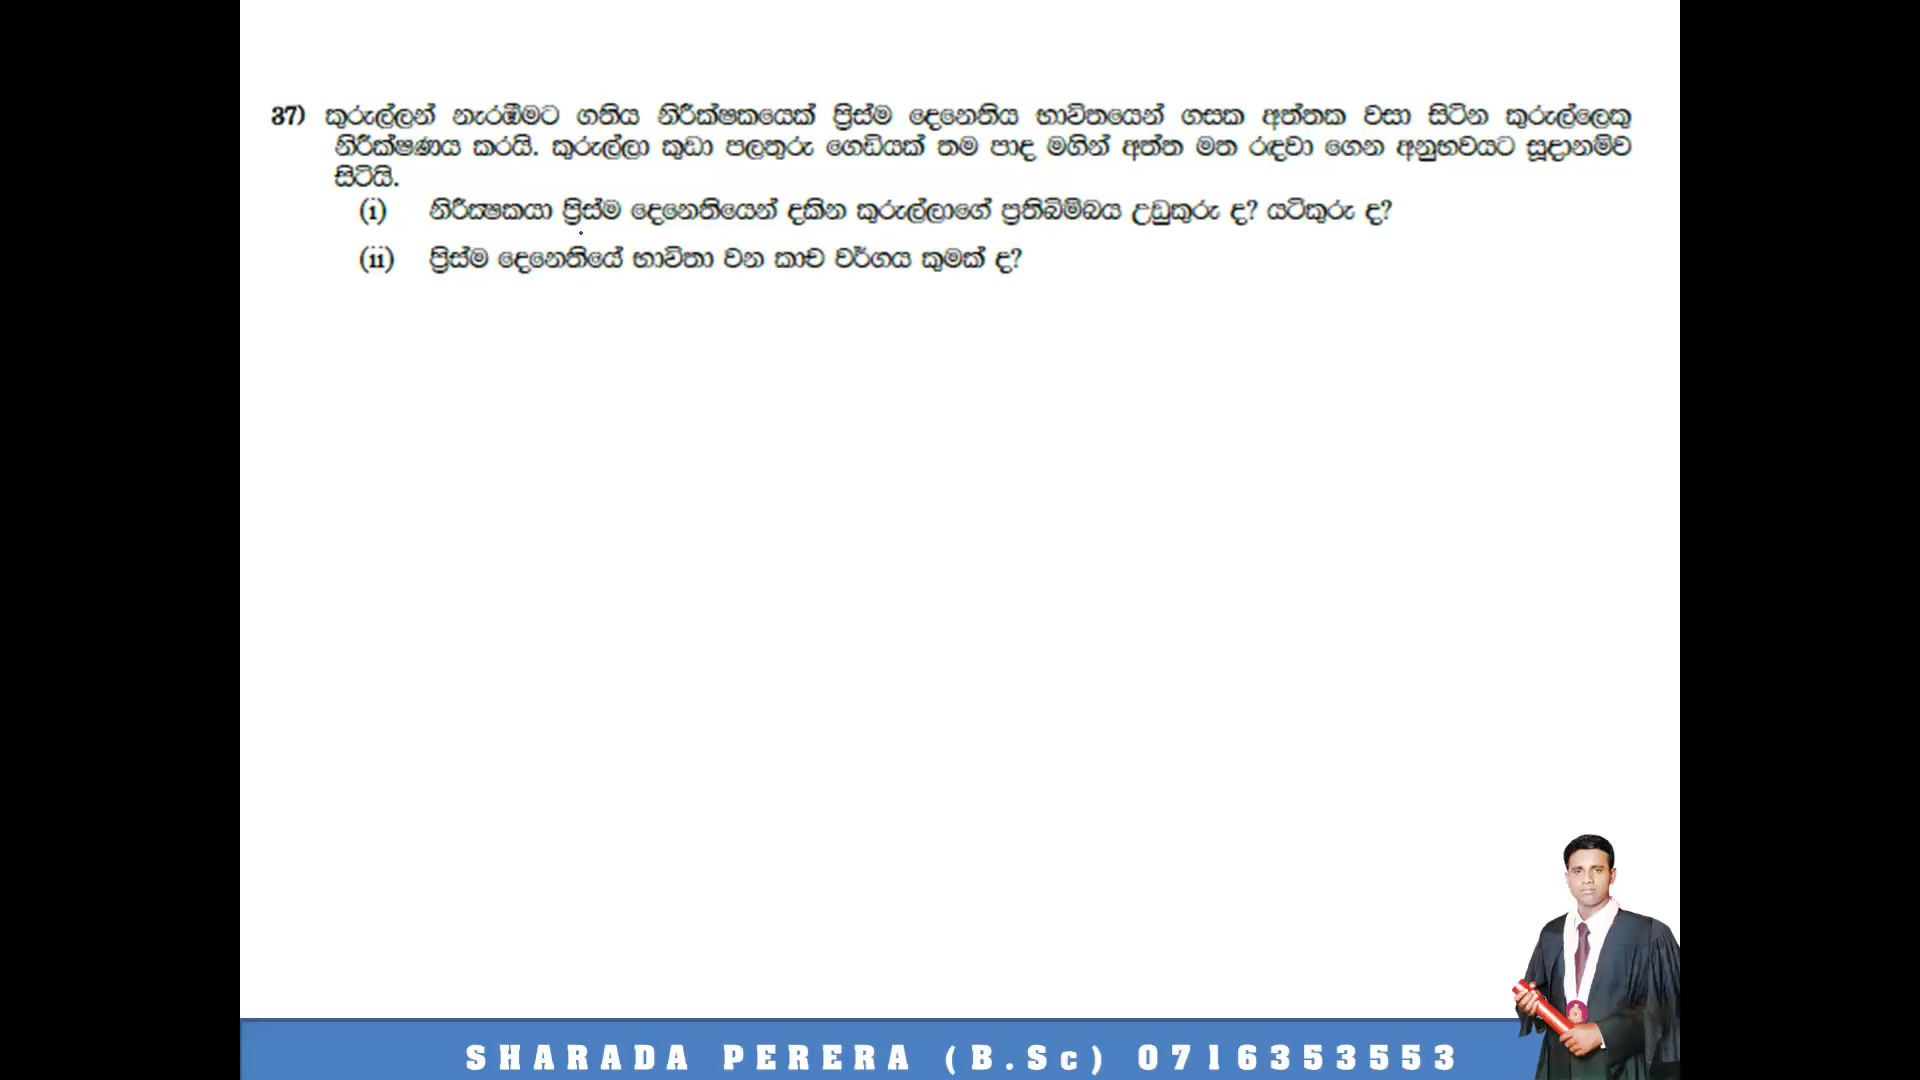 37) කුරුල්ලන් නැරඹීමට ගතිය නිරීක්ෂකයෙක් ප්‍රිස්ම දෙනෙතිය භාවිතයෙන් ගසක අත්තක වසා සිටින කුරුල්ලෙකු
නිරීක්ෂණය කරයි. කුරුල්ලා කුඩා පලතුරු ගෙඩියක් තම පාද මගින් අත්ත මත රඳවා ගෙන අනුභවයට සූදානම්ව
සිටියි.
(i) නිරීක්‍ෂකයා ප්‍රිස්ම දෙනෙතියෙන් දකින කුරුල්ලාගේ ප්‍රතිබිම්බය උඩුකුරු ද? යටිකුරු ද?
(ii) ප්‍රිස්ම දෙනෙතියේ භාවිතා වන කාච වර්ගය කුමක් ද?
SHARADA PERERA (B.Sc) 0716353553